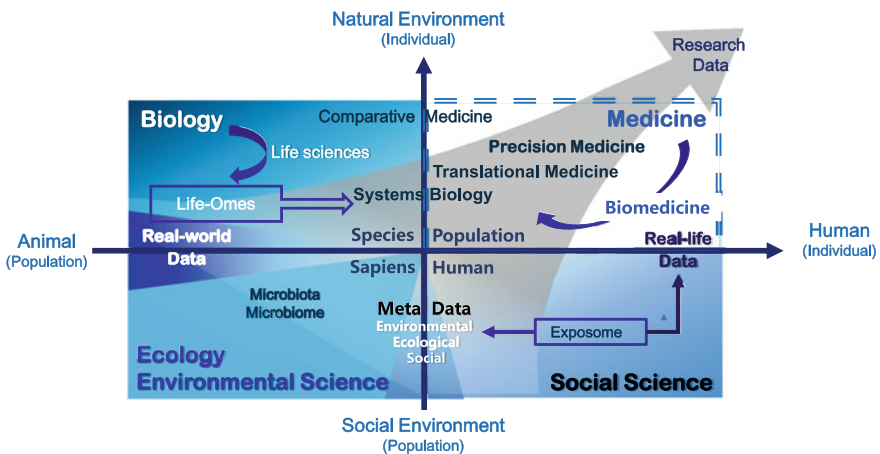 Natural Environment
(Individual)
Research
Data
Biology
Comparative Medicine
Medicine
Life sciences
Precision Medicine
Translational Medicine
Life-Omes
Systems Biology
Biomedicine
Animal
(Population)
Real-world
Data
Species Population
Real-life
Data
Human
(Individual)
Sapiens Human
Microbiota
Microbiome
Meta Data
Environmental
Ecological
Social
Exposome
Ecology
Environmental Science
Social Science
Social Environment
(Population)